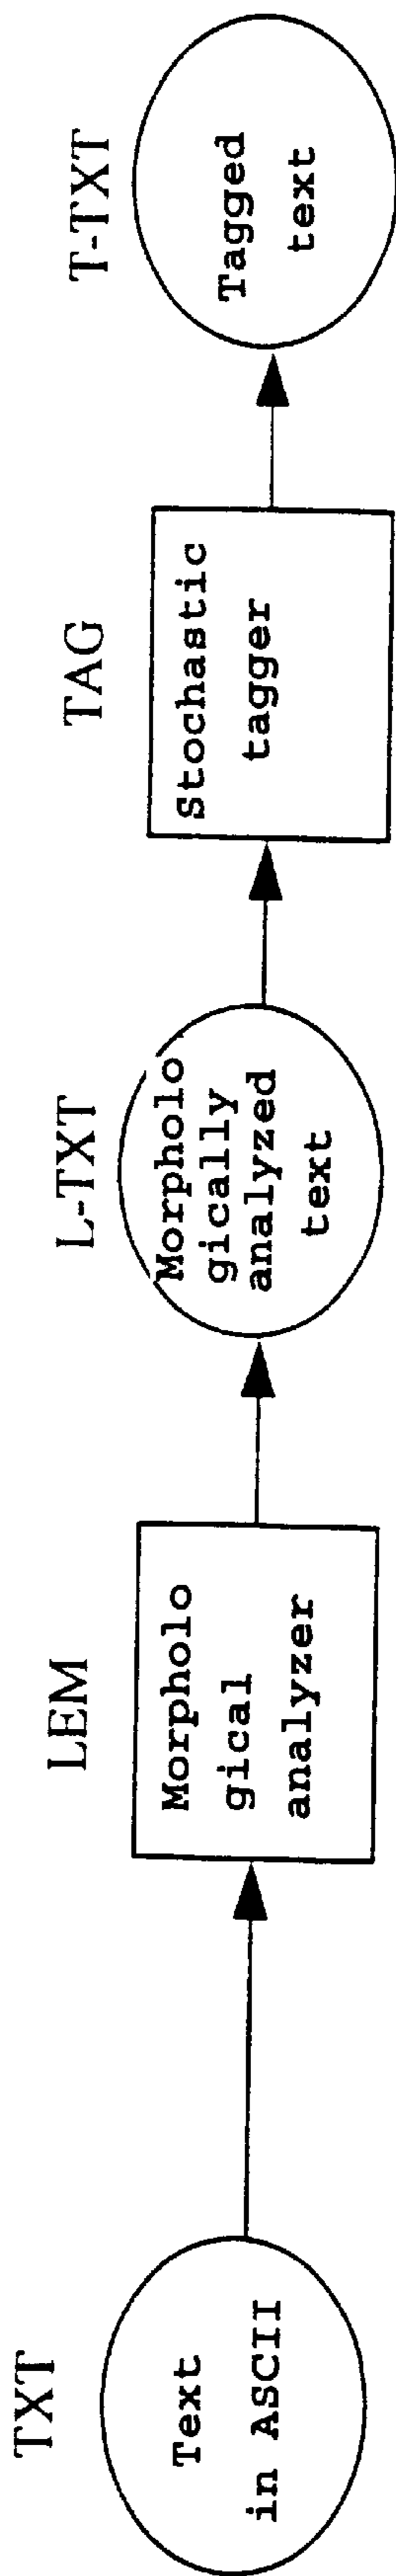 TXT
Text
in ASCII
LEM
Morpholo
gical
analyzer
L-TXT
Morpholo
gically
analyzed
text
TAG
Stochastic
tagger
T-TXT
Tagged
text